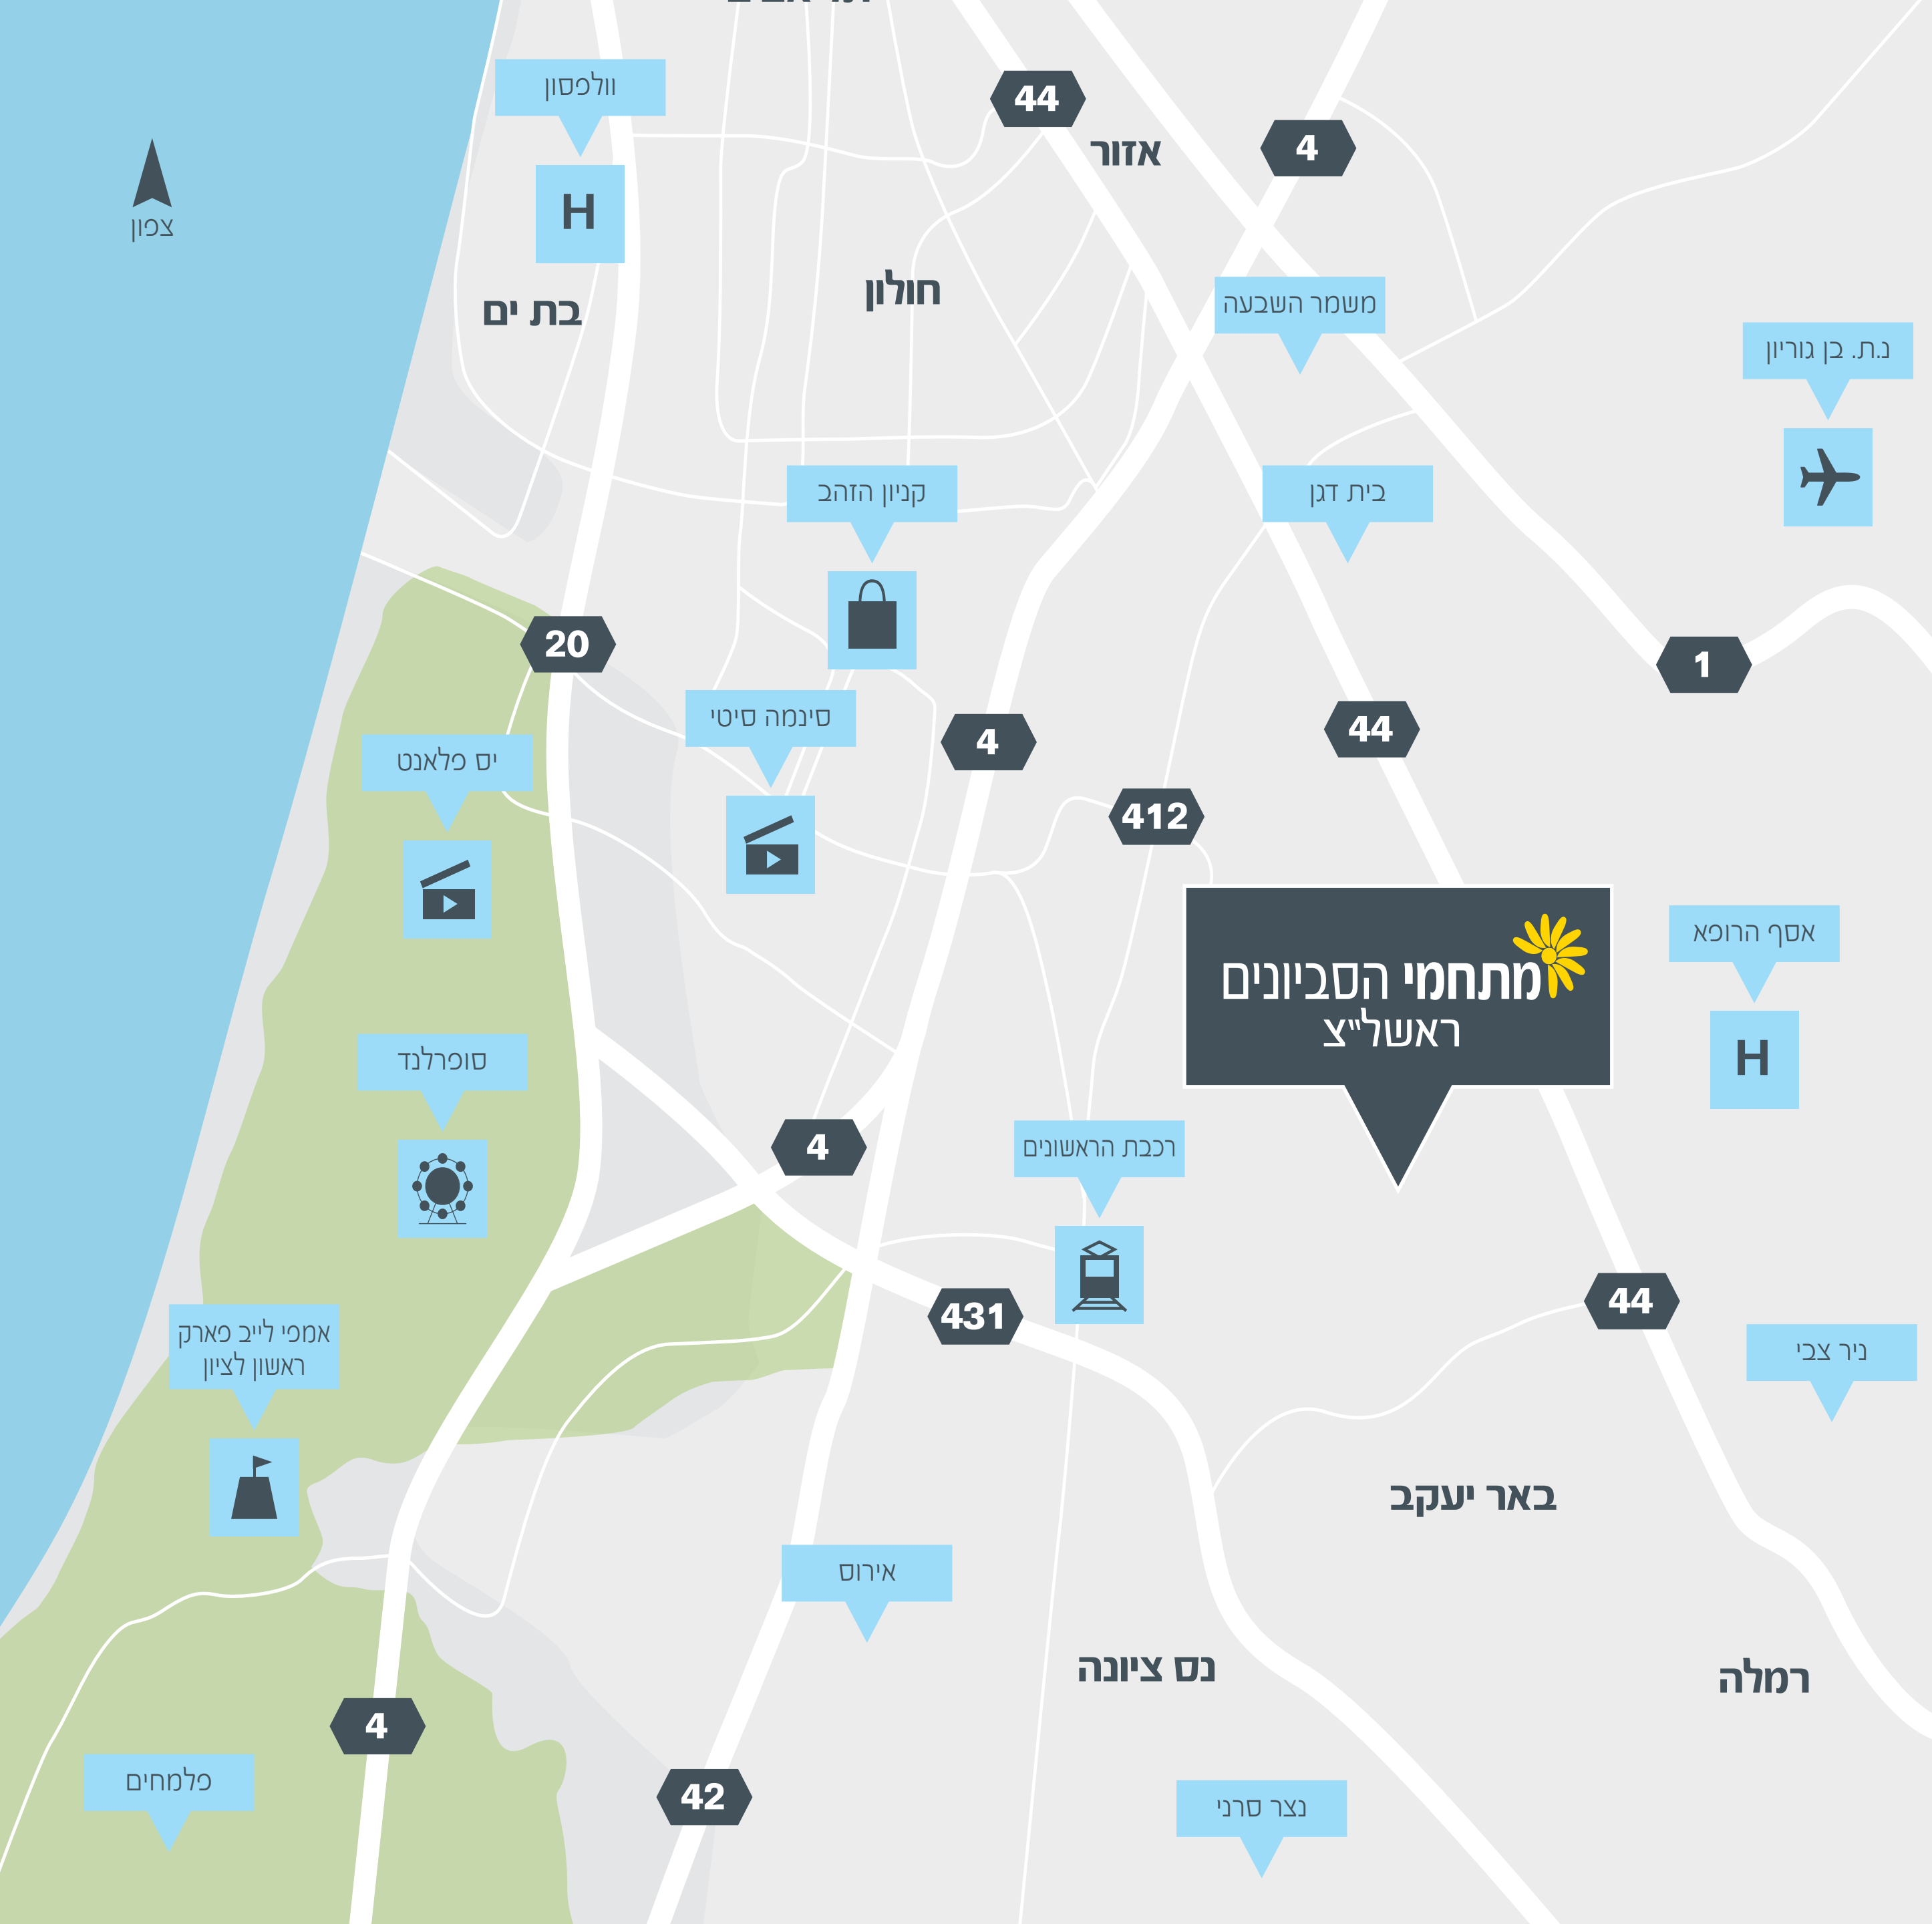 וולפסון
H
44
אזור
4
צפון
חולון
בת ים
משמר השבעה
נ.ת. בן גוריון
קניון הזהב
בית דגן
20
1
סינמה סיטי
4
44
יס פלאנט
412
אסף הרופא
H
מתחמי הסביונים
ראשל״צ
סופרלנד
4
רכבת הראשונים
431
44
אמפי לייב פארק
ראשון לציון
ניר צבי
באר יעקב
אירוס
נס ציונה
רמלה
4
פלמחים
42
נצר סרני